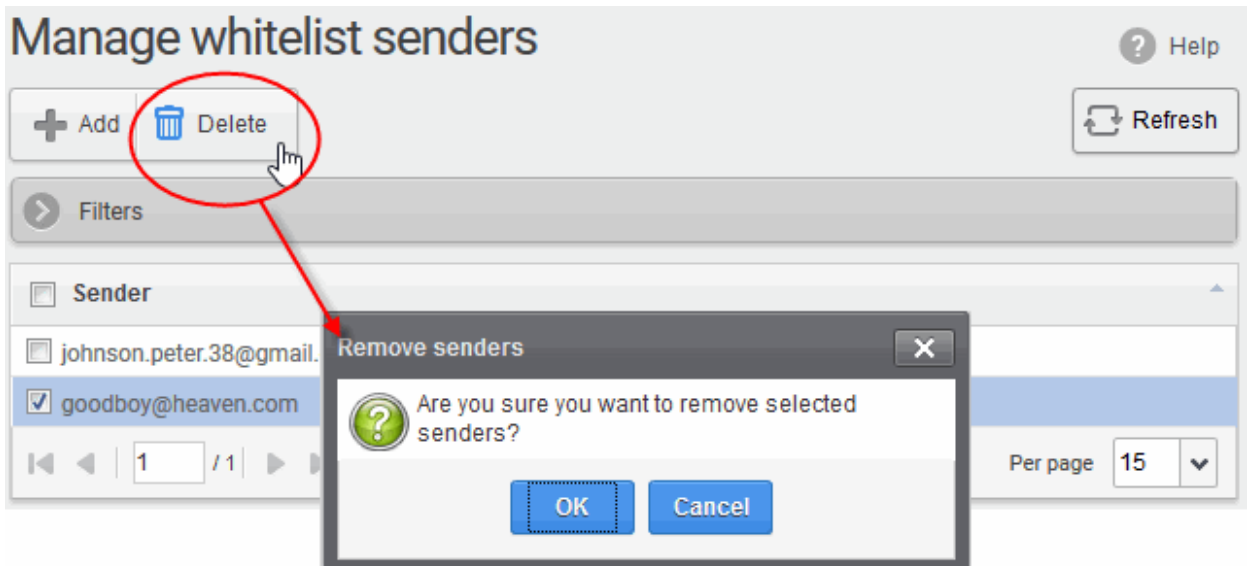 Manage whitelist senders
Help
Add
Delete
Refresh
Filters
Sender
johnson.peter.38@gmail.
Remove senders
goodboy@heaven.com
Are you sure you want to remove selected
senders?
1 / 1
Per page 15
OK
Cancel